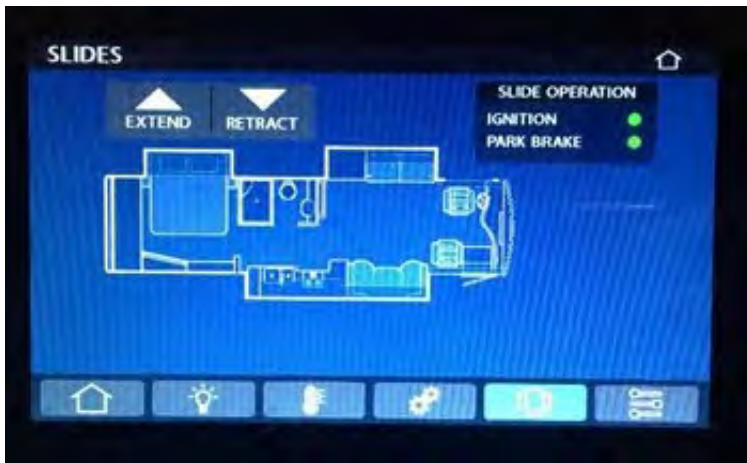 SLIDES
EXTEND
RETRACT
SLIDE OPERATION
IGNITION
PARK BRAKE